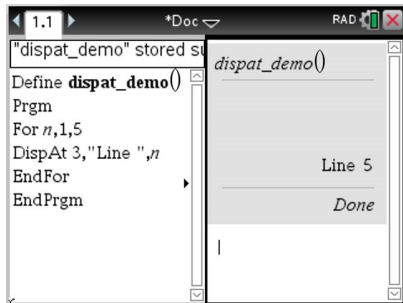 1.1 *Doc RAD
"dispat_demo" stored su
Define dispat_demo()
Prgm
For n,1,5
DispAt 3,"Line ",n
EndFor
EndPrgm
dispat_demo()
Line 5
Done